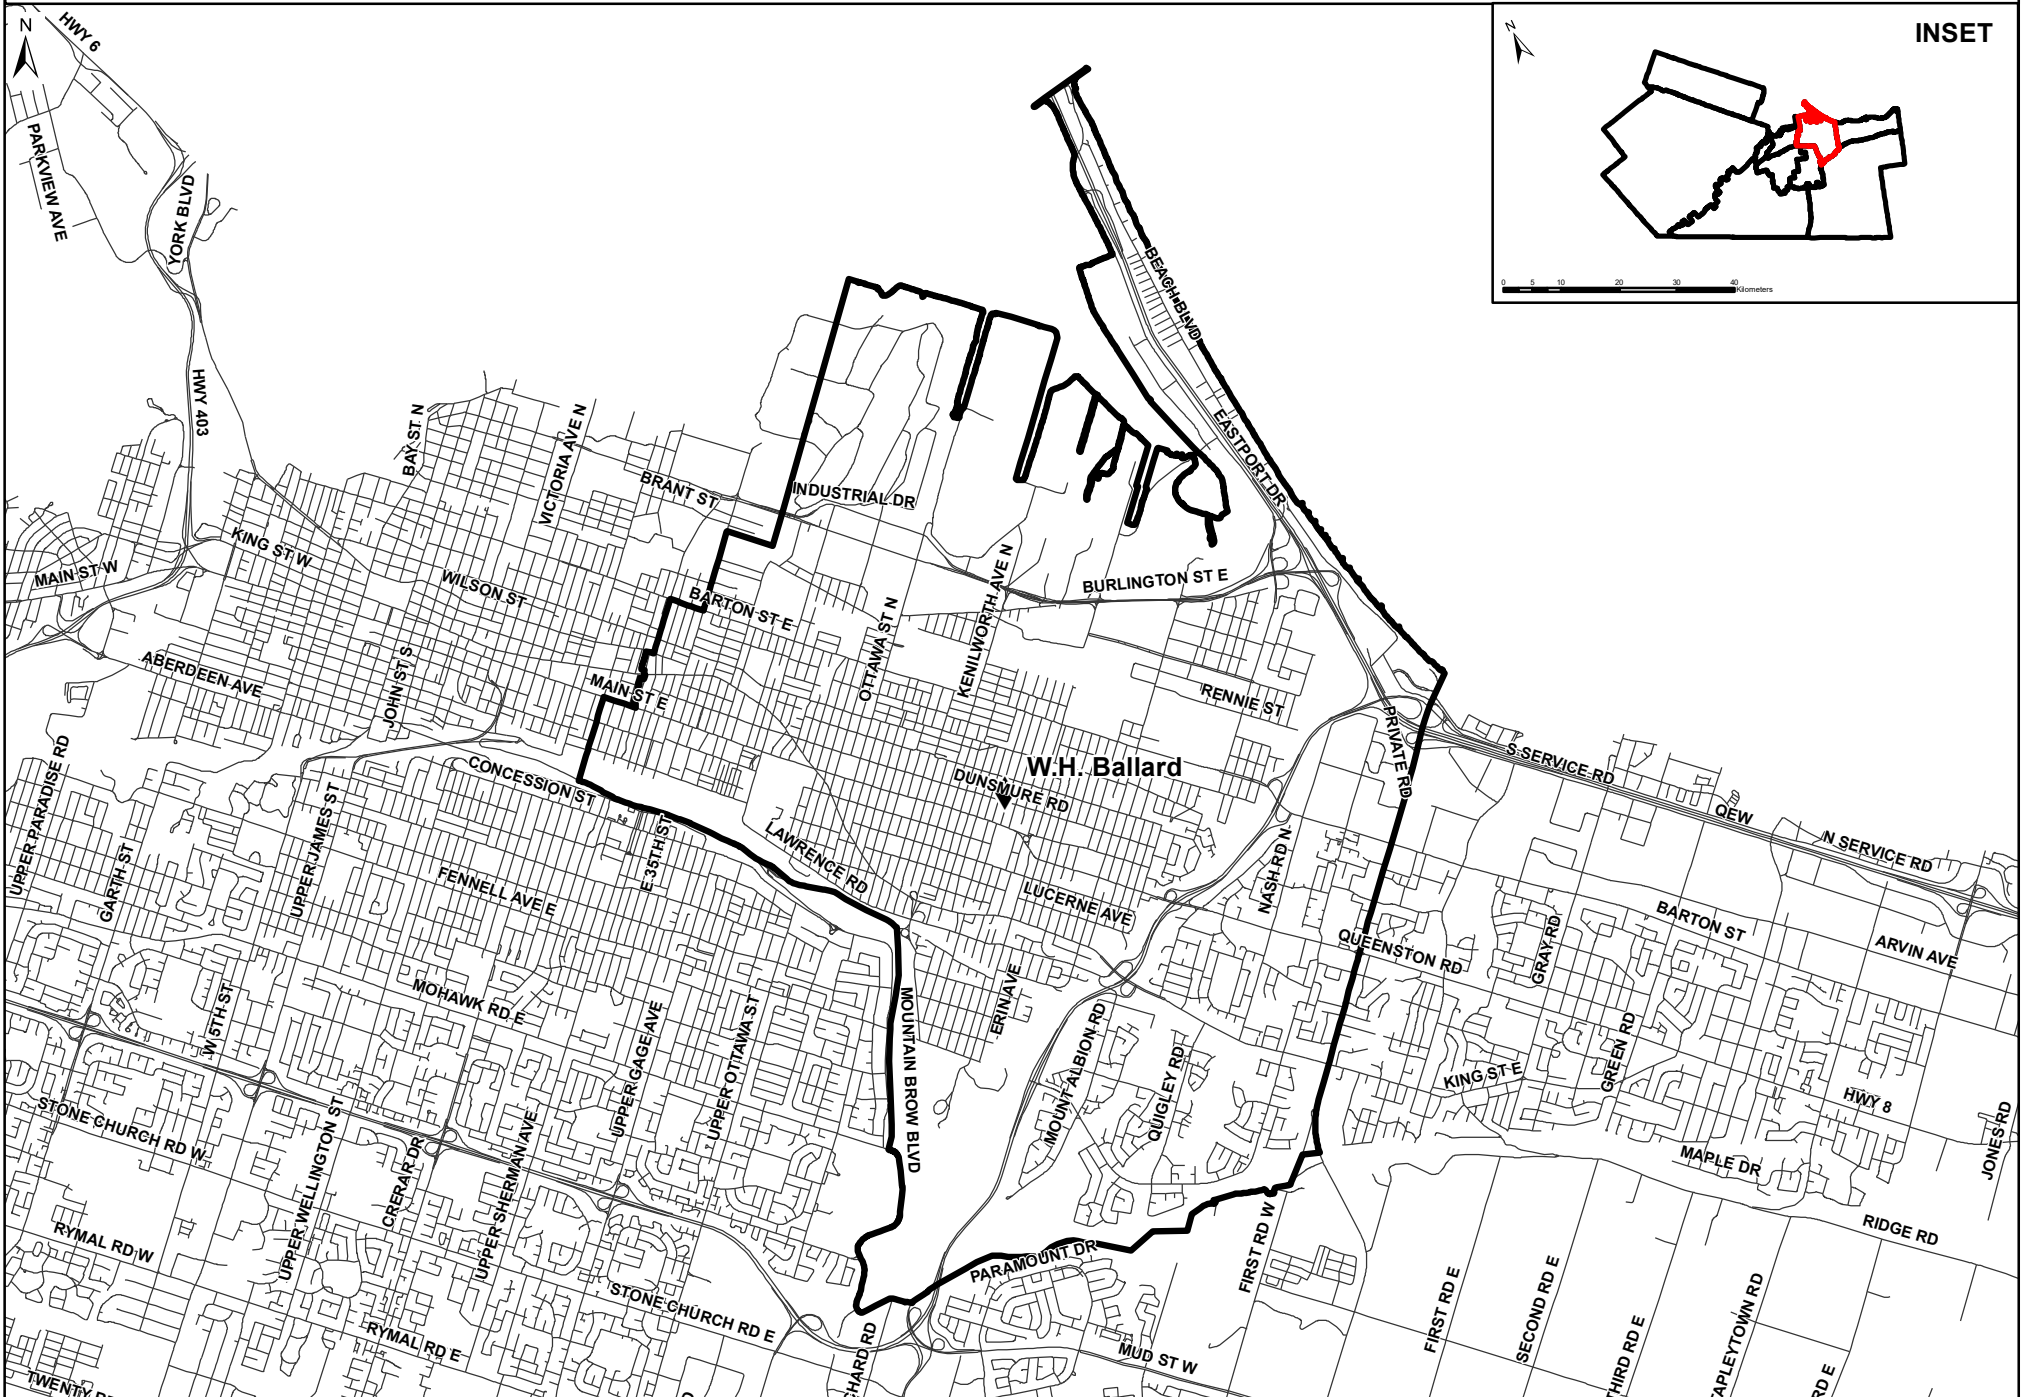 N
HWY 6
N
INSET
0 5 10 20 30 40
Kilometers
PARKVIEW AVE
YORK BLVD
BEACH BLVD
HWY 403
BAY ST N
VICTORIA AVE N
EASTPORT DR
BRANT ST
INDUSTRIAL DR
KING ST W
MAIN ST W
WILSON ST
BARTON ST E
OTTAWA ST N
KENILWORTH AVE N
BURLINGTON ST E
ABERDEEN AVE
JOHN ST S
MAIN ST E
RENNIE ST
PRIVATE RD
S SERVICE RD
UPPER PARADISE RD
CONCESSION ST
W.H. Ballard
DUNSMURE RD
QEW
N SERVICE RD
GARTH ST
UPPER JAMES ST
E 35TH ST
LAWRENCE RD
FENNELL AVE E
LUCERNE AVE
NASH RD N
QUEENSTON RD
GRAY RD
BARTON ST
ARVIN AVE
W 5TH ST
MOHAWK RD E
UPPER GAGE AVE
UPPER OTTAWA ST
MOUNTAIN BROW BLVD
ERIN AVE
MOUNT ALBION RD
QUIGLEY RD
KING ST E
GREEN RD
HWY 8
JONES RD
STONE CHURCH RD W
UPPER WELLINGTON ST
CRERAR DR
UPPER SHERMAN AVE
MAPLE DR
RIDGE RD
RYMAL RD W
PARAMOUNT DR
FIRST RD W
STONE CHURCH RD E
RYMAL RD E
FIRST RD E
SECOND RD E
THIRD RD E
TAPLEYTOWN RD
MUD ST W
HARD RD
RD E